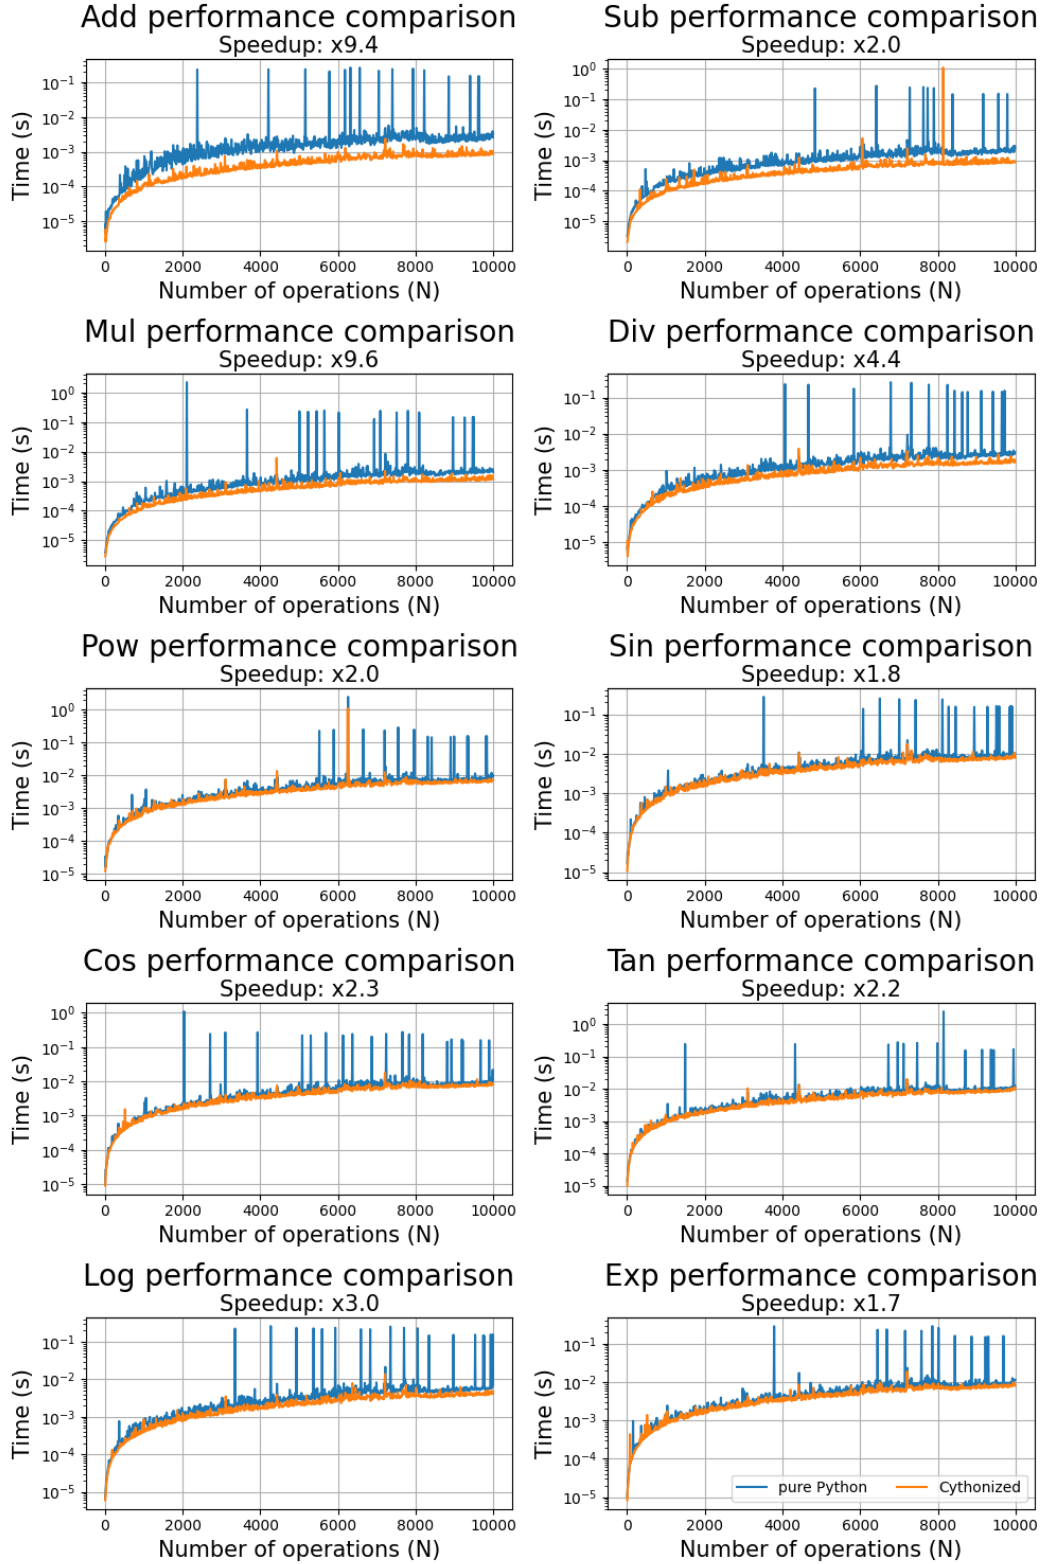 Add performance comparison
Speedup: x9.4
Time (s)
10⁻¹
10⁻²
10⁻³
10⁻⁴
10⁻⁵
0 2000 4000 6000 8000 10000
Number of operations (N)
Sub performance comparison
Speedup: x2.0
Time (s)
10⁰
10⁻¹
10⁻²
10⁻³
10⁻⁴
10⁻⁵
0 2000 4000 6000 8000 10000
Number of operations (N)
Mul performance comparison
Speedup: x9.6
Time (s)
10⁰
10⁻¹
10⁻²
10⁻³
10⁻⁴
10⁻⁵
0 2000 4000 6000 8000 10000
Number of operations (N)
Div performance comparison
Speedup: x4.4
Time (s)
10⁻¹
10⁻²
10⁻³
10⁻⁴
10⁻⁵
0 2000 4000 6000 8000 10000
Number of operations (N)
Pow performance comparison
Speedup: x2.0
Time (s)
10⁰
10⁻¹
10⁻²
10⁻³
10⁻⁴
10⁻⁵
0 2000 4000 6000 8000 10000
Number of operations (N)
Sin performance comparison
Speedup: x1.8
Time (s)
10⁻¹
10⁻²
10⁻³
10⁻⁴
10⁻⁵
0 2000 4000 6000 8000 10000
Number of operations (N)
Cos performance comparison
Speedup: x2.3
Time (s)
10⁰
10⁻¹
10⁻²
10⁻³
10⁻⁴
10⁻⁵
0 2000 4000 6000 8000 10000
Number of operations (N)
Tan performance comparison
Speedup: x2.2
Time (s)
10⁰
10⁻¹
10⁻²
10⁻³
10⁻⁴
10⁻⁵
0 2000 4000 6000 8000 10000
Number of operations (N)
Log performance comparison
Speedup: x3.0
Time (s)
10⁻¹
10⁻²
10⁻³
10⁻⁴
10⁻⁵
0 2000 4000 6000 8000 10000
Number of operations (N)
Exp performance comparison
Speedup: x1.7
Time (s)
10⁻¹
10⁻²
10⁻³
10⁻⁴
10⁻⁵
pure Python Cythonized
0 2000 4000 6000 8000 10000
Number of operations (N)